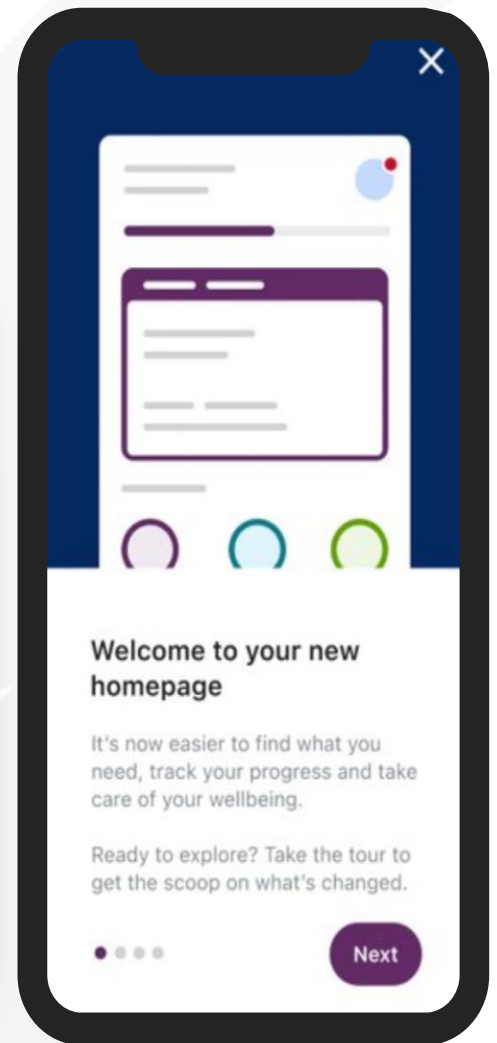 Welcome to your new
homepage
It's now easier to find what you
need, track your progress and take
care of your wellbeing.
Ready to explore? Take the tour to
get the scoop on what's changed.
Next